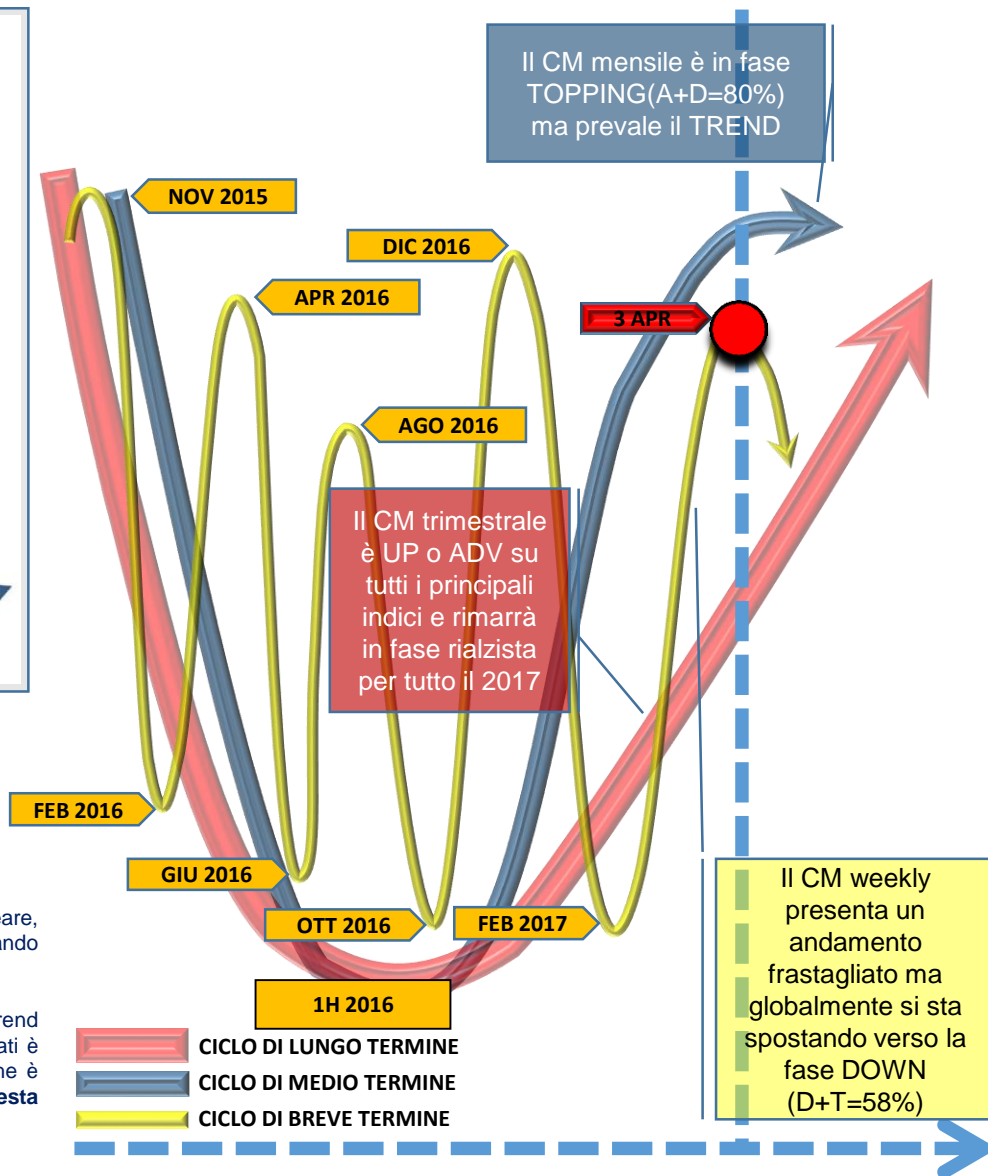 Il CM mensile è in fase
TOPPING(A+D=80%)
ma prevale il TREND
NOV 2015
DIC 2016
APR 2016
3 APR
AGO 2016
Il CM trimestrale
è UP o ADV su
tutti i principali
indici e rimarrà
in fase rialzista
per tutto il 2017
FEB 2016
GIU 2016
OTT 2016
FEB 2017
1H 2016
Il CM weekly
presenta un
andamento
frastagliato ma
globalmente si sta
spostando verso la
fase DOWN
(D+T=58%)
rend
è
è
CICLO DI LUNGO TERMINE
CICLO DI MEDIO TERMINE
CICLO DI BREVE TERMINE